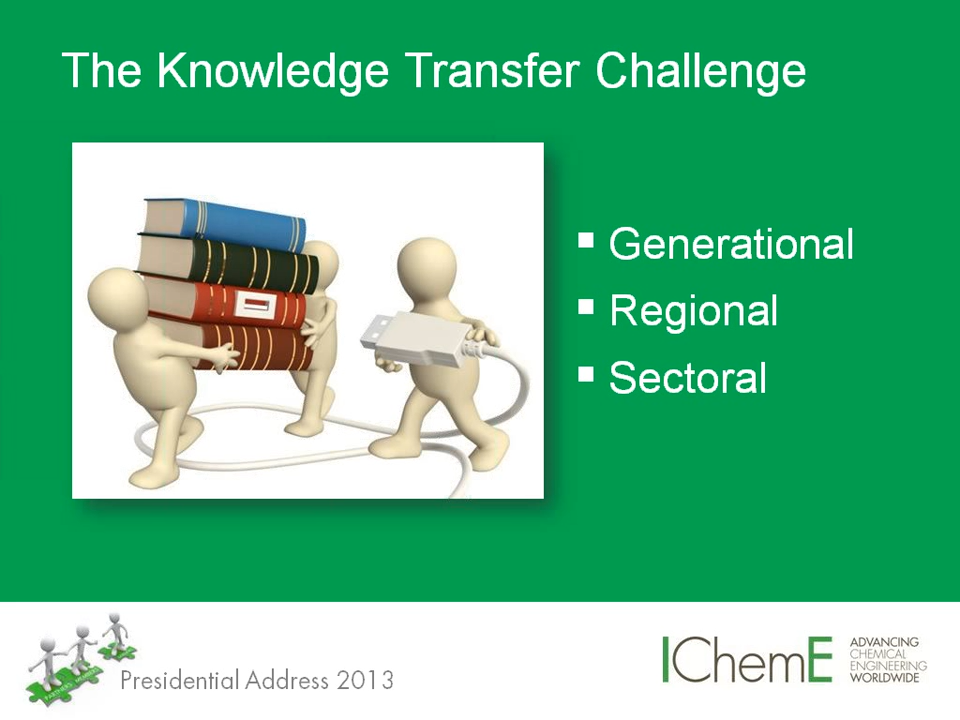 The Knowledge Transfer Challenge
▪ Generational
▪ Regional
▪ Sectoral
Presidential Address 2013
IChemE
ADVANCING
CHEMICAL
ENGINEERING
WORLDWIDE